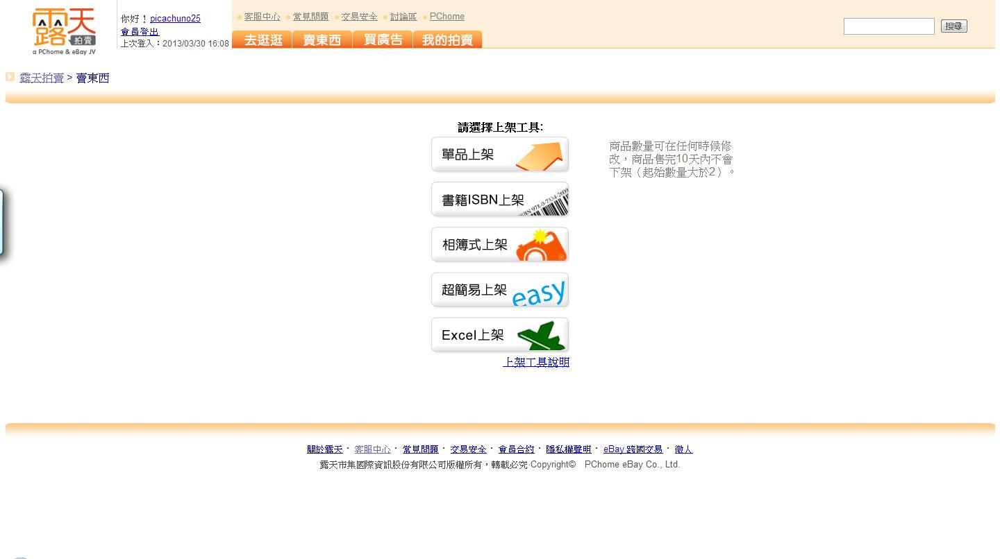 露天
拍賣
a PChome & eBay JV
你好！picachuno25
會員登出
上次登入：2013/03/30 16:08
客服中心 常見問題 交易安全 討論區 PChome
去逛逛 賣東西 買廣告 我的拍賣
搜尋
露天拍賣 > 賣東西
請選擇上架工具:
單品上架
商品數量可在任何時候修
改，商品售完10天內不會
下架（起始數量大於2）。
書籍ISBN上架
相簿式上架
超簡易上架 easy
Excel上架
上架工具說明
關於露天 · 客服中心 · 常見問題 · 交易安全 · 會員合約 · 隱私權聲明 · eBay 跨國交易 · 徵人
露天市集國際資訊股份有限公司版權所有，轉載必究·Copyright© PChome eBay Co., Ltd.